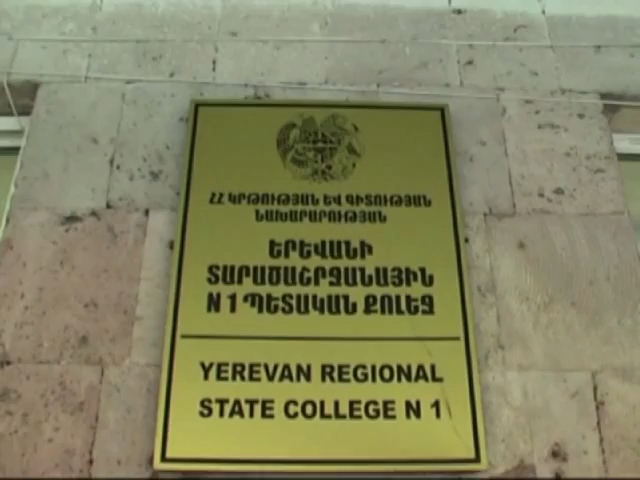 ՀՀ ԿՐԹՈՒԹՅԱՆ ԵՎ ԳԻՏՈՒԹՅԱՆ
ՆԱԽԱՐԱՐՈՒԹՅԱՆ
ԵՐԵՎԱՆԻ
ՏԱՐԱԾԱՇՐՋԱՆԱՅԻՆ
N 1 ՊԵՏԱԿԱՆ ՔՈԼԵՋ
YEREVAN REGIONAL
STATE COLLEGE N 1